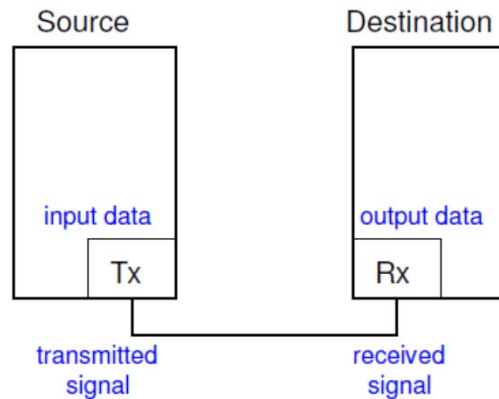 Source
Destination
input data
output data
Tx
Rx
transmitted
signal
received
signal